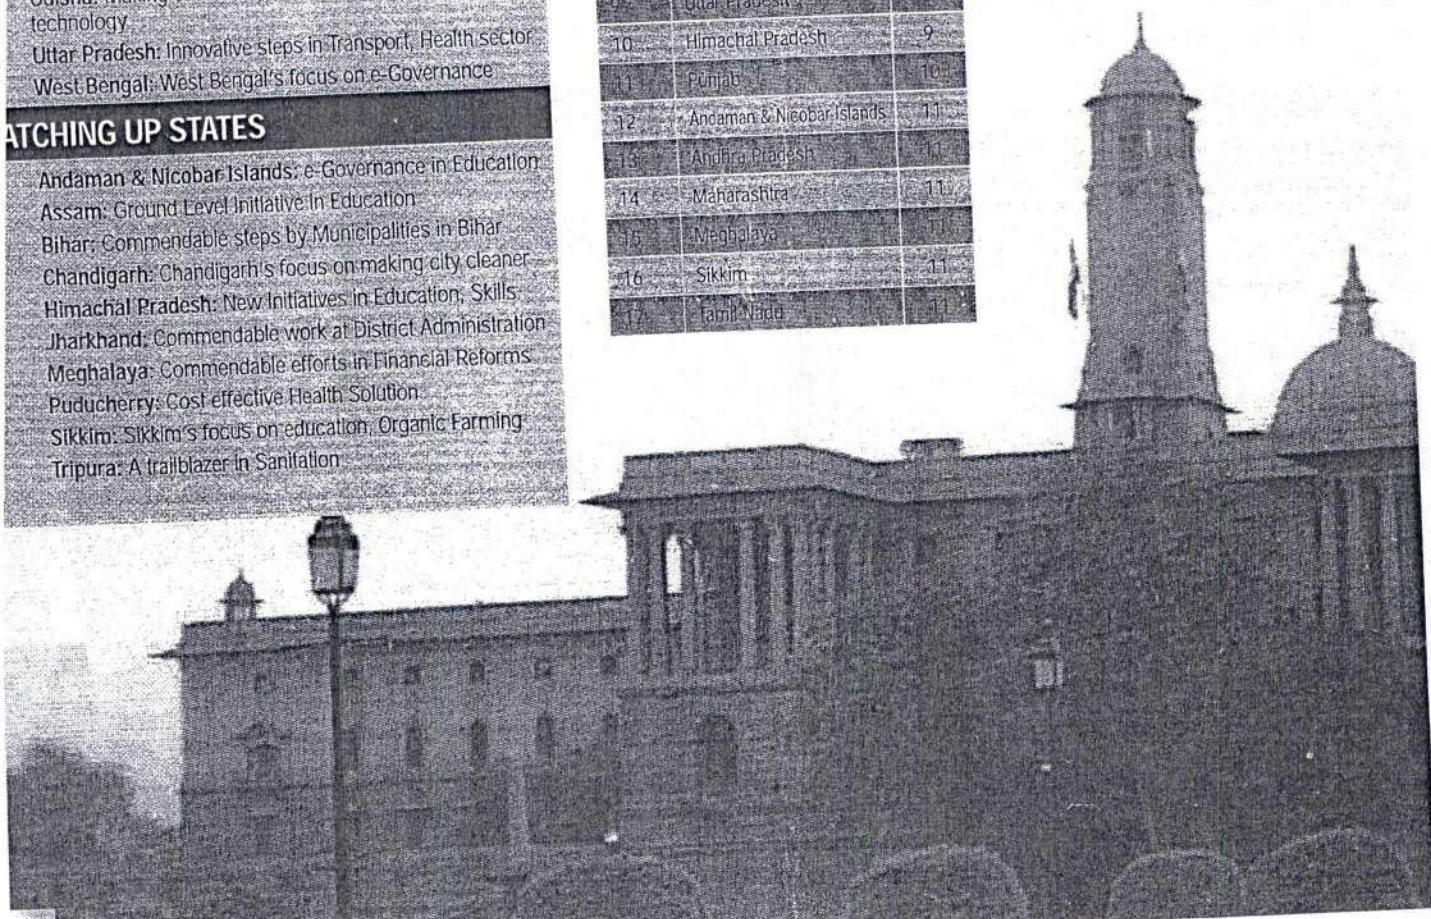 Odisha: Making
technology
Uttar Pradesh: Innovative steps in Transport, Health sector
West Bengal: West Bengal's focus on e-Governance
ATCHING UP STATES
Andaman & Nicobar Islands: e-Governance in Education
Assam: Ground Level Initiative in Education
Bihar: Commendable steps by Municipalities in Bihar
Chandigarh: Chandigarh's focus on making city cleaner
Himachal Pradesh: New Initiatives in Education, Skills
Jharkhand: Commendable work at District Administration
Meghalaya: Commendable efforts in Financial Reforms
Puducherry: Cost effective Health Solution
Sikkim: Sikkim's focus on education, Organic Farming
Tripura: A trailblazer in Sanitation
9 Uttar Pradesh
10 Himachal Pradesh 9
11 Punjab 10
12 Andaman & Nicobar Islands 11
13 Andhra Pradesh 11
14 Maharashtra 11
15 Meghalaya 11
16 Sikkim 11
17 Tamil Nadu 11